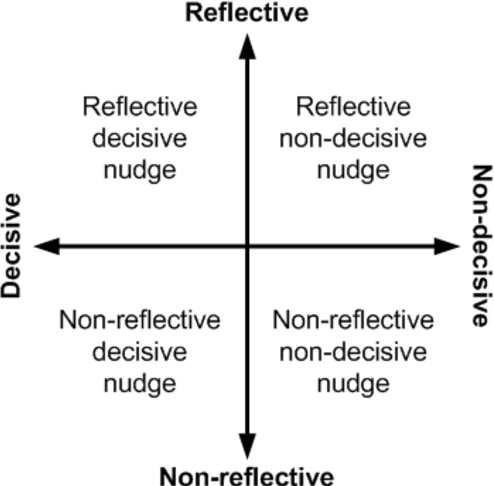 Reflective
Reflective
decisive
nudge
Reflective
non-decisive
nudge
Decisive
Non-decisive
Non-reflective
decisive
nudge
Non-reflective
non-decisive
nudge
Non-reflective